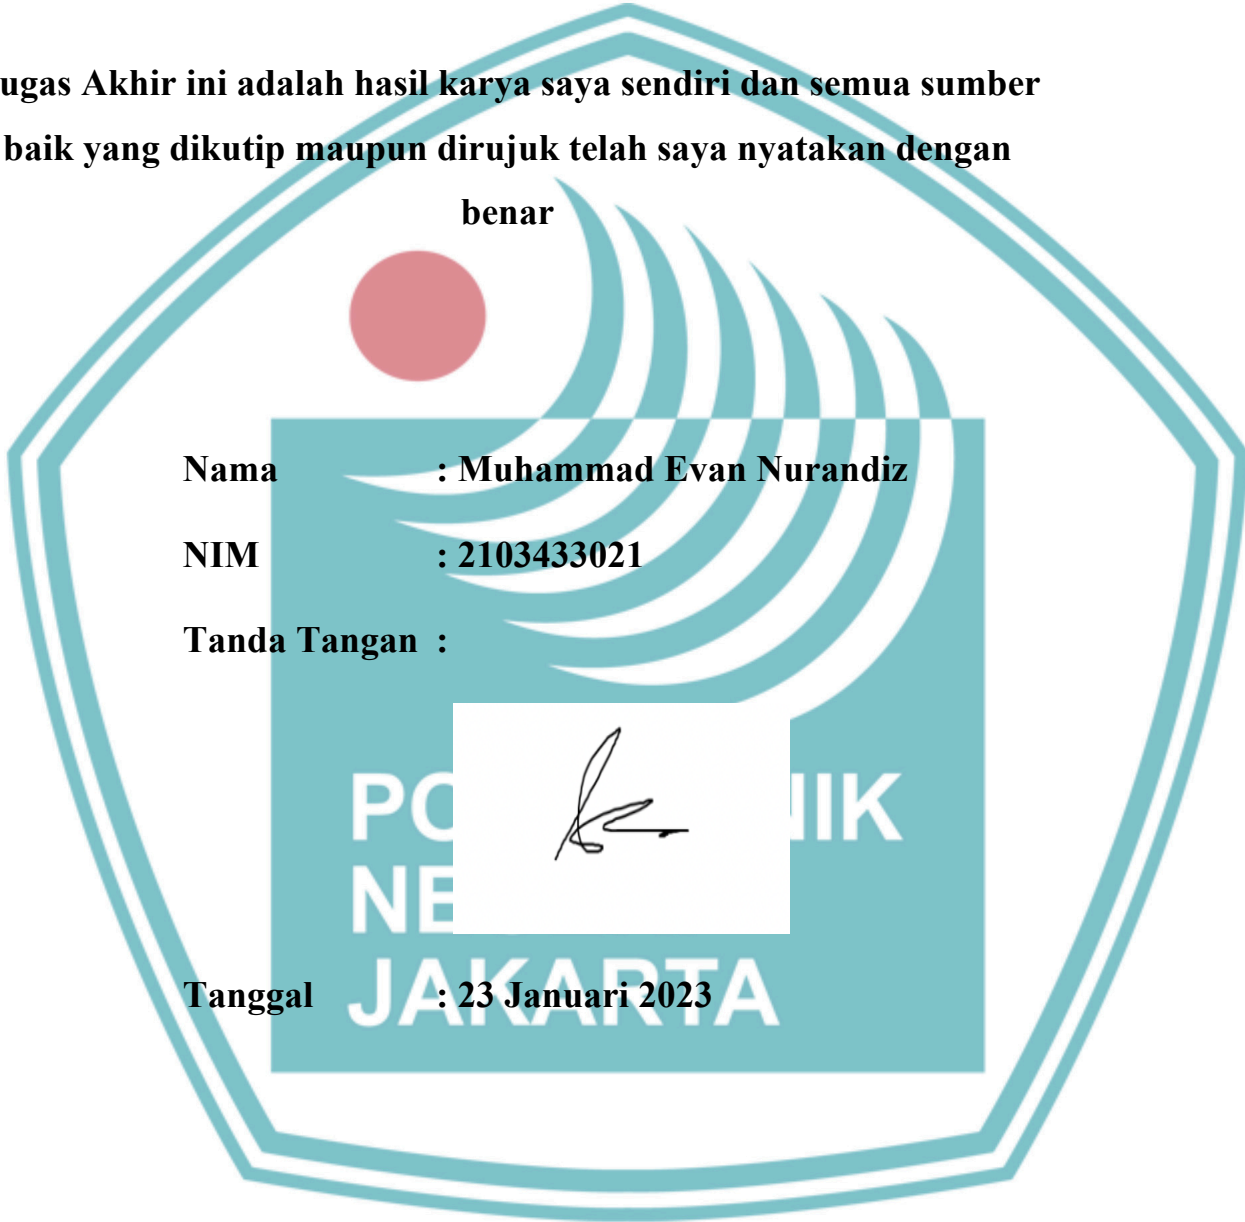 ugas Akhir ini adalah hasil karya saya sendiri dan semua sumber
baik yang dikutip maupun dirujuk telah saya nyatakan dengan
benar
Nama : Muhammad Evan Nurandiz
NIM : 2103433021
Tanda Tangan :
Tanggal : 23 Januari 2023
JAKARTA